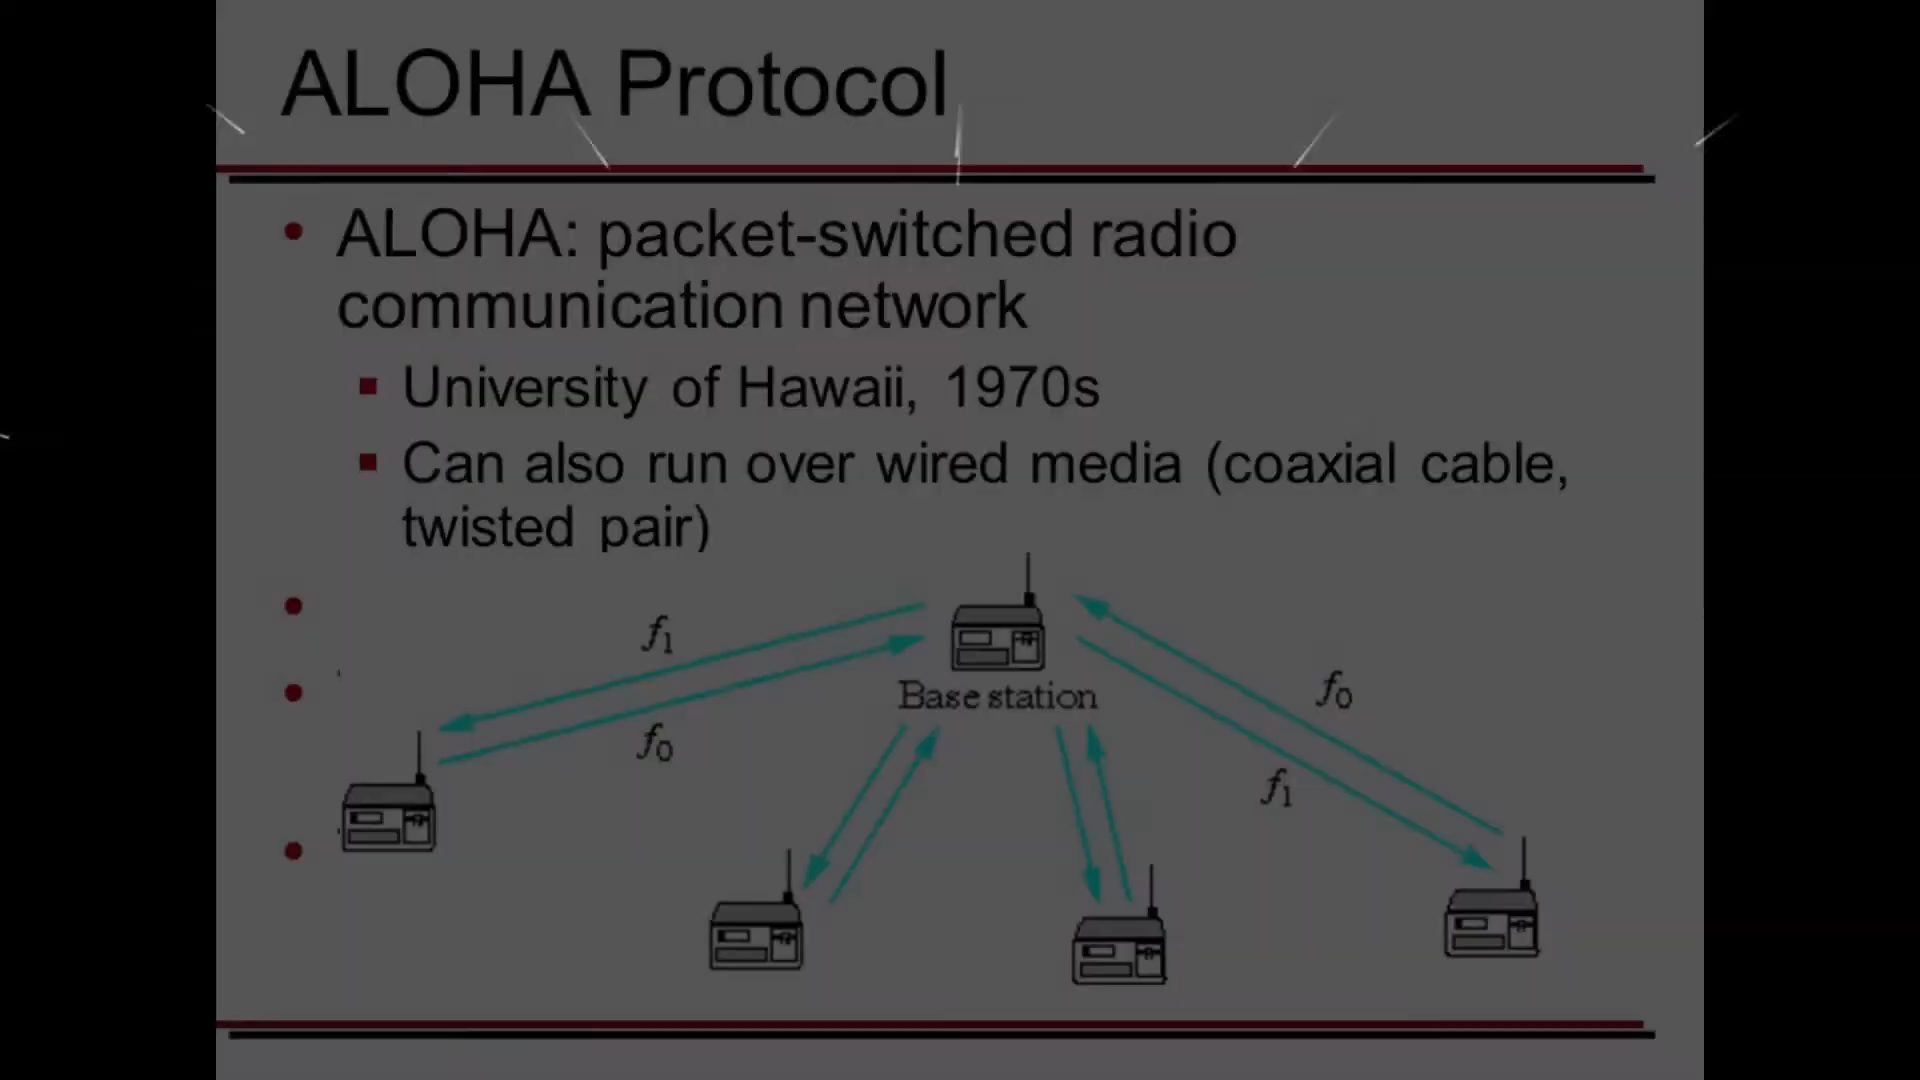 ALOHA Protocol
• ALOHA: packet-switched radio
communication network
▪ University of Hawaii, 1970s
▪ Can also run over wired media (coaxial cable,
twisted pair)
f1
f0
Base station
f0
f1